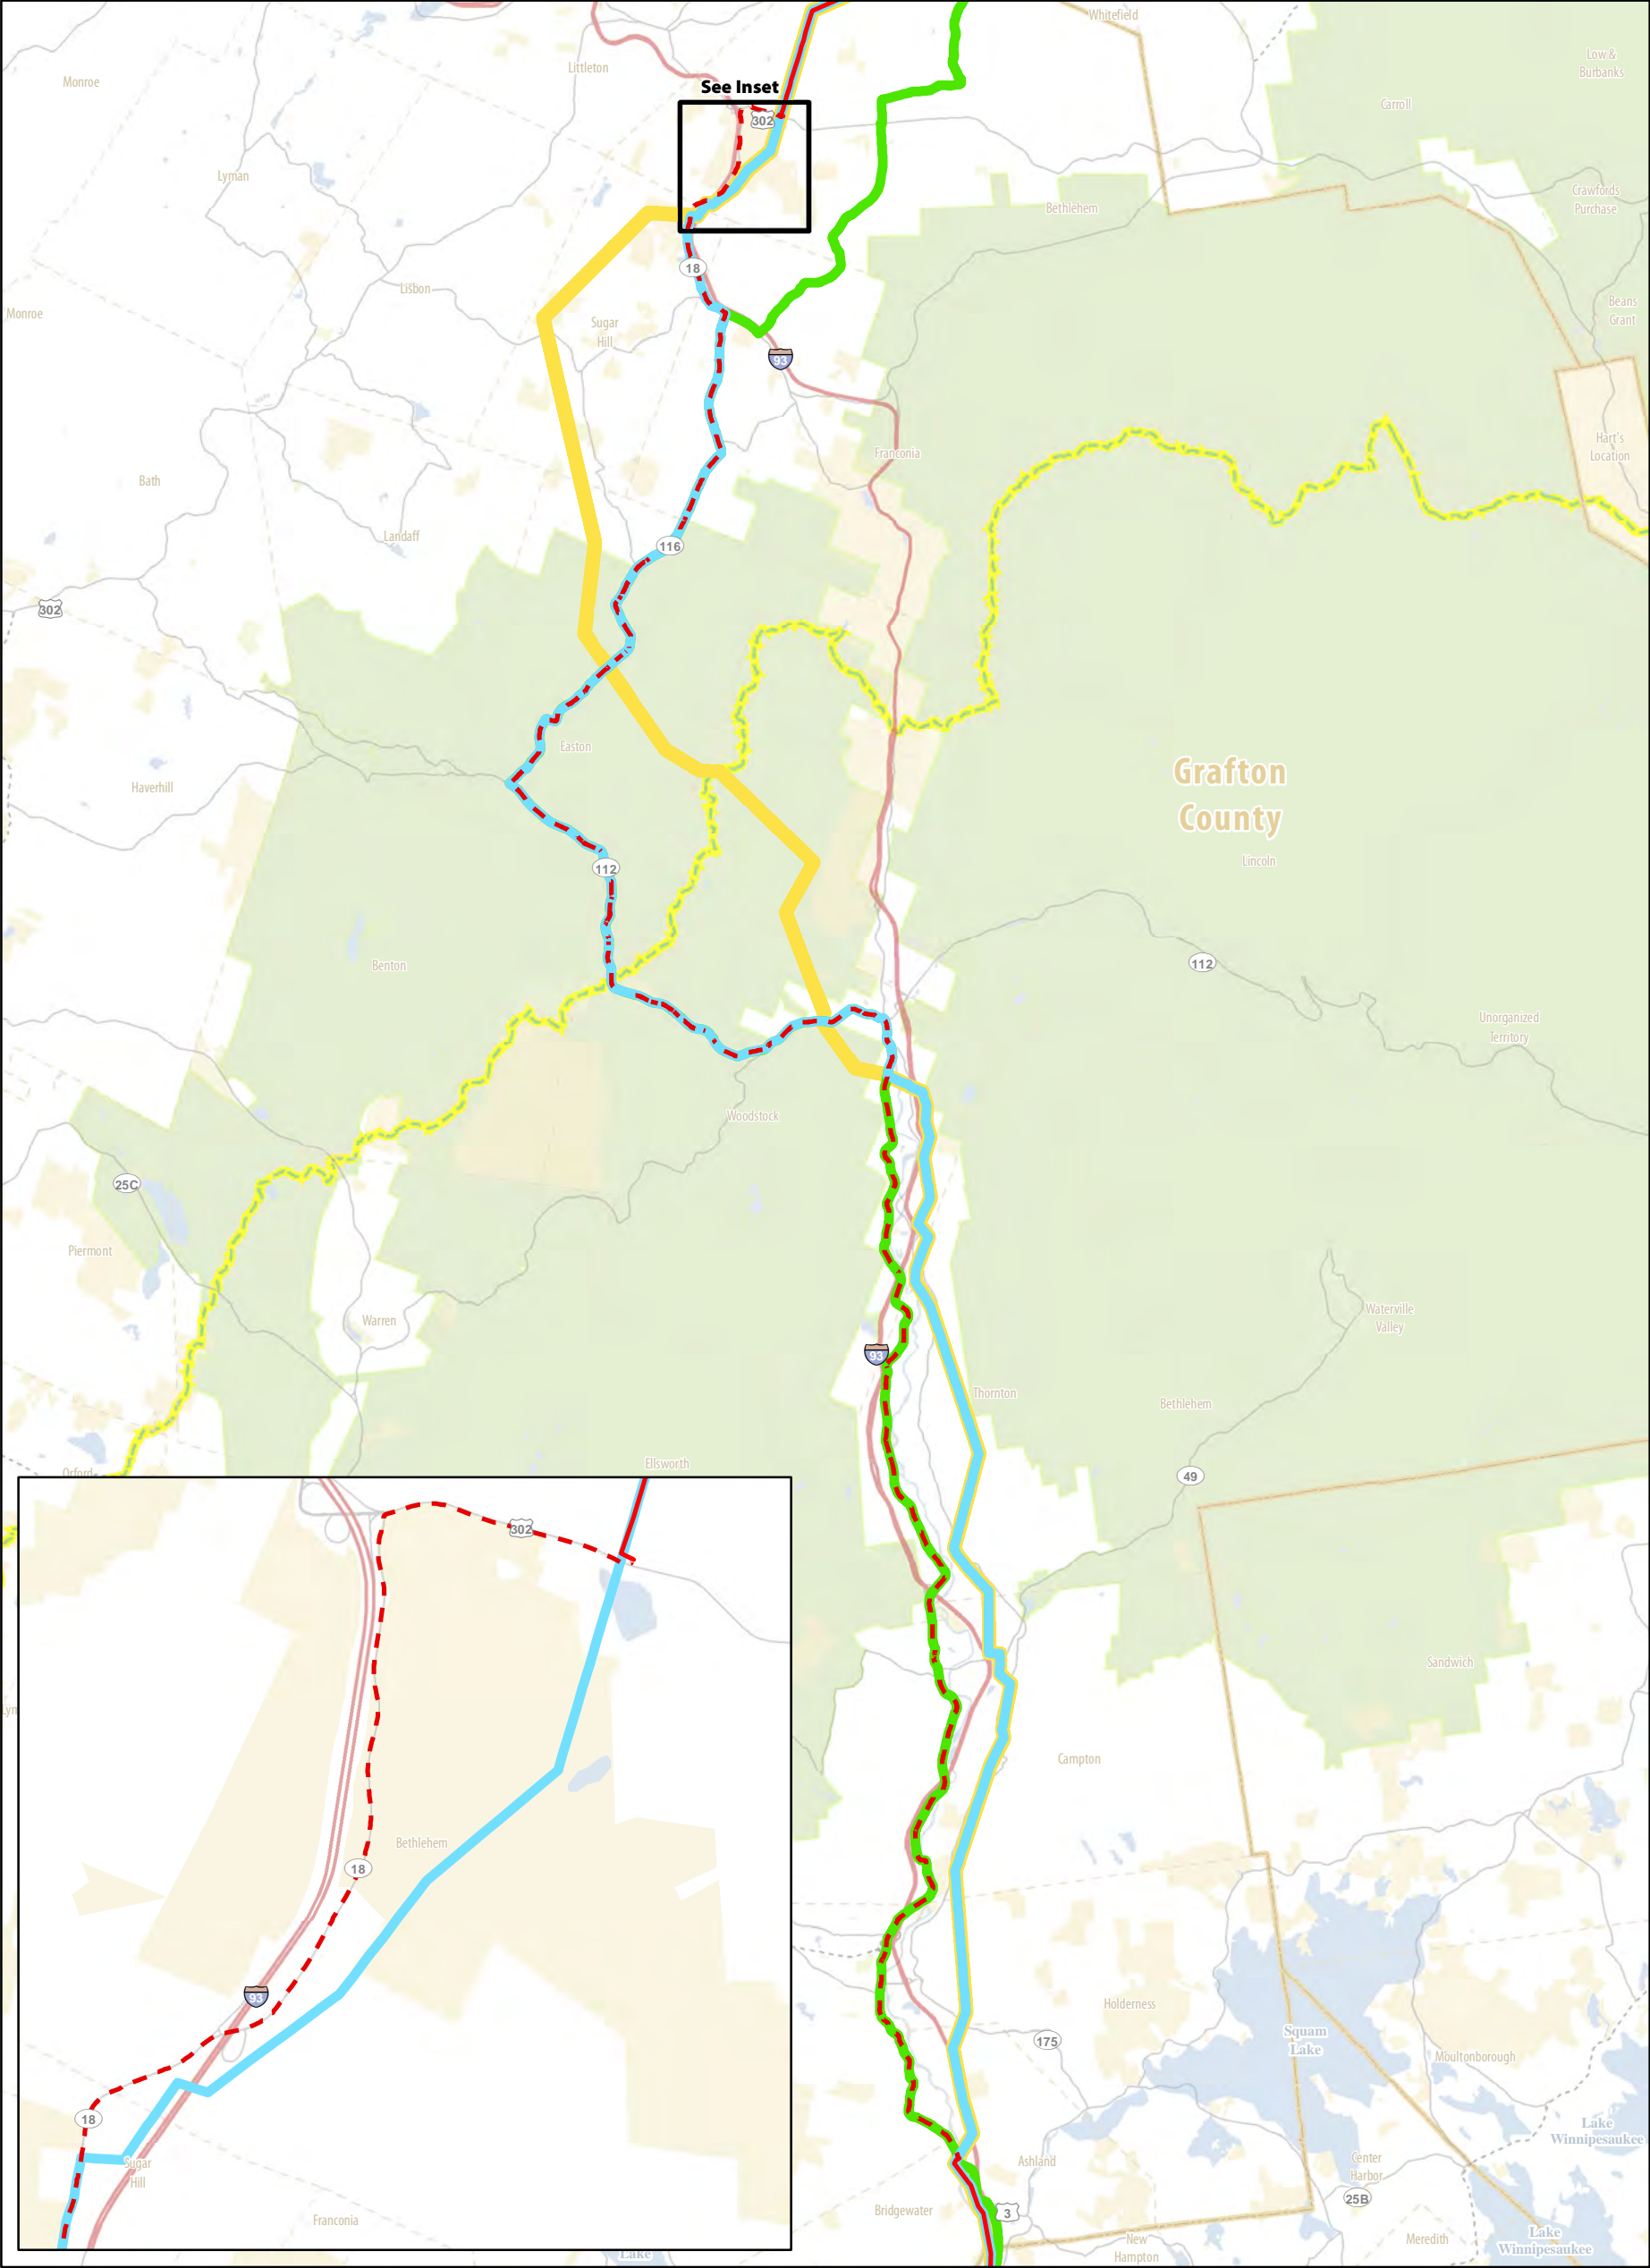 Whitefield
Low &
Burbanks
Littleton
Monroe
See Inset
Carroll
302
Lyman
Crawfords
Purchase
Bethlehem
18
Lisbon
Beans
Grant
Monroe
Sugar
Hill
93
Hart's
Location
Franconia
Bath
Landaff
116
302
Easton
Grafton
County
Haverhill
Lincoln
112
Benton
112
Unorganized
Territory
Woodstock
25C
Piermont
Waterville
Valley
Warren
93
Thornton
Bethlehem
Ellsworth
Orford
49
302
Sandwich
Lyn
Campton
Bethlehem
18
93
Holderness
Squam
Lake
175
Moultonborough
18
Lake
Winnipesaukee
Sugar
Hill
Ashland
Center
Harbor
25B
Bridgewater
3
Franconia
New
Hampton
Meredith
Lake
Winnipesaukee
Lake